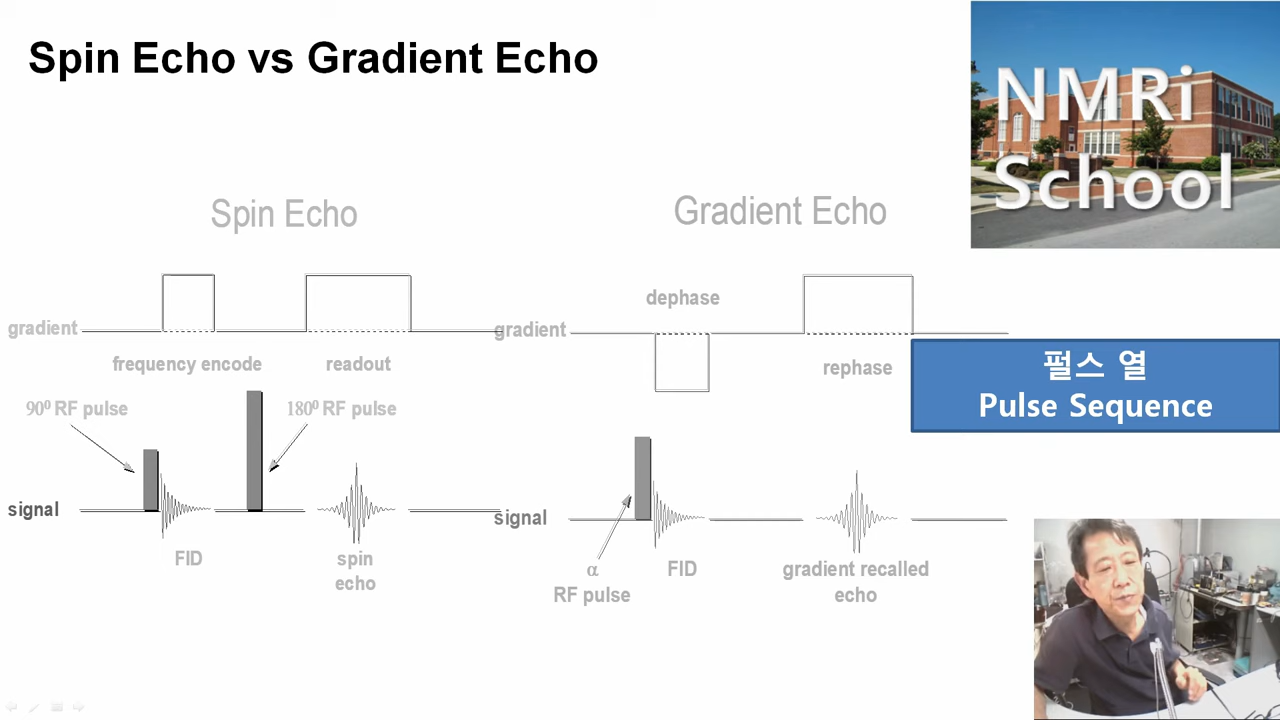 Spin Echo vs Gradient Echo
NMRi
School
Spin Echo
Gradient Echo
gradient
frequency encode
readout
90⁰ RF pulse
180⁰ RF pulse
signal
FID
spin
echo
dephase
gradient
rephase
signal
α
RF pulse
FID
gradient recalled
echo
펄스 열
Pulse Sequence